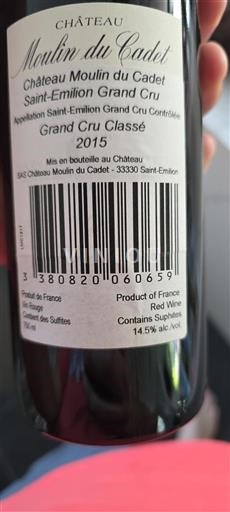 CHÂTEAU
Moulin du Cadet
Château Moulin du Cadet
Saint-Emilion Grand Cru
Appellation Saint-Emilion Grand Cru Contrôlée
Grand Cru Classé
2015
Mis en bouteille au Château
SAS Château Moulin du Cadet - 33330 Saint-Emilion
3 380820 060659
Produit de France
Vin Rouge
Contient des Sulfites
750 ml
Product of France
Red Wine
Contains Suphites
14.5% alc./vol.